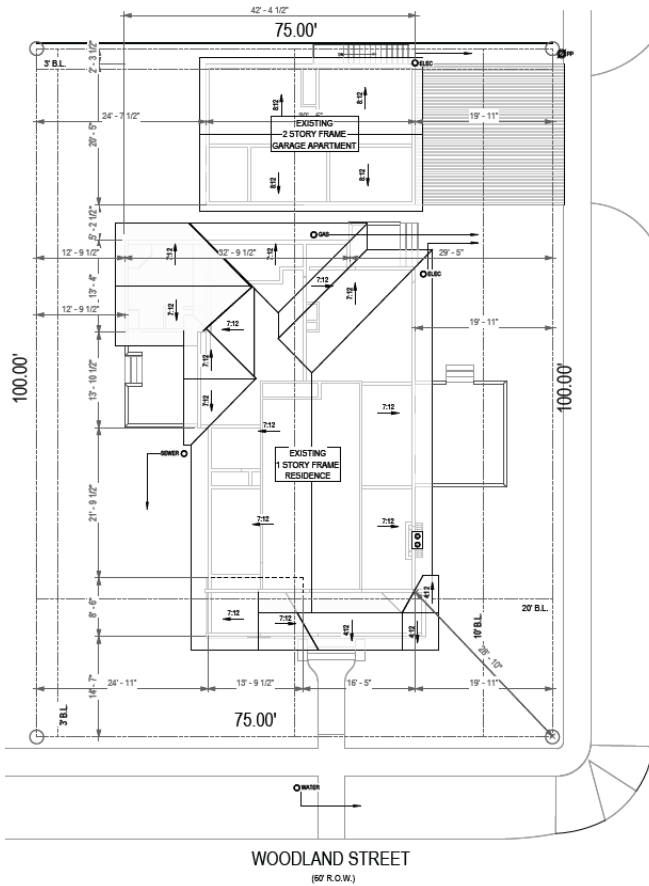 42' - 4 1/2"
75.00'
3' B.L.
2' - 3 1/2"
ELEC
PP
8:12
8:12
24' - 7 1/2"
EXISTING
2 STORY FRAME
GARAGE APARTMENT
19' - 11"
20' - 5"
8:12
8:12
5' - 2 1/2"
GAS
12' - 9 1/2"
7:12
32' - 9 1/2"
7:12
29' - 5"
ELEC
13' - 4"
7:12
7:12
7:12
12' - 9 1/2"
7:12
19' - 11"
100.00'
7:12
100.00'
13' - 10 1/2"
7:12
7:12
7:12
SEWER
EXISTING
1 STORY FRAME
RESIDENCE
21' - 9 1/2"
7:12
7:12
8' - 6"
7:12
7:12
4:12
4:12
4:12
20' B.L.
10' B.L.
28' - 10"
14' - 7"
24' - 11"
13' - 9 1/2"
16' - 5"
19' - 11"
3' B.L.
75.00'
WATER
WOODLAND STREET
(60' R.O.W.)